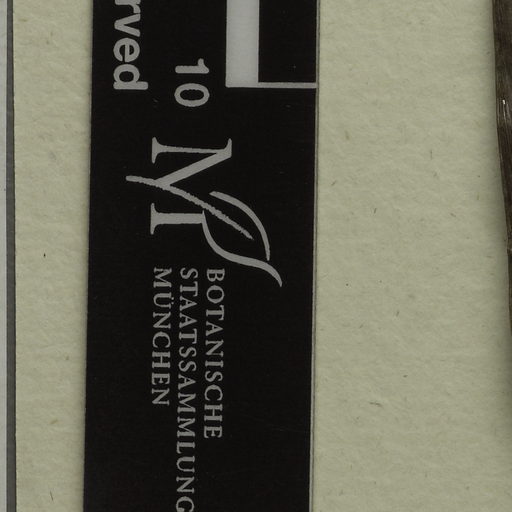 rved
10
BOTANISCHE
STAATSSAMMLUNG
MÜNCHEN